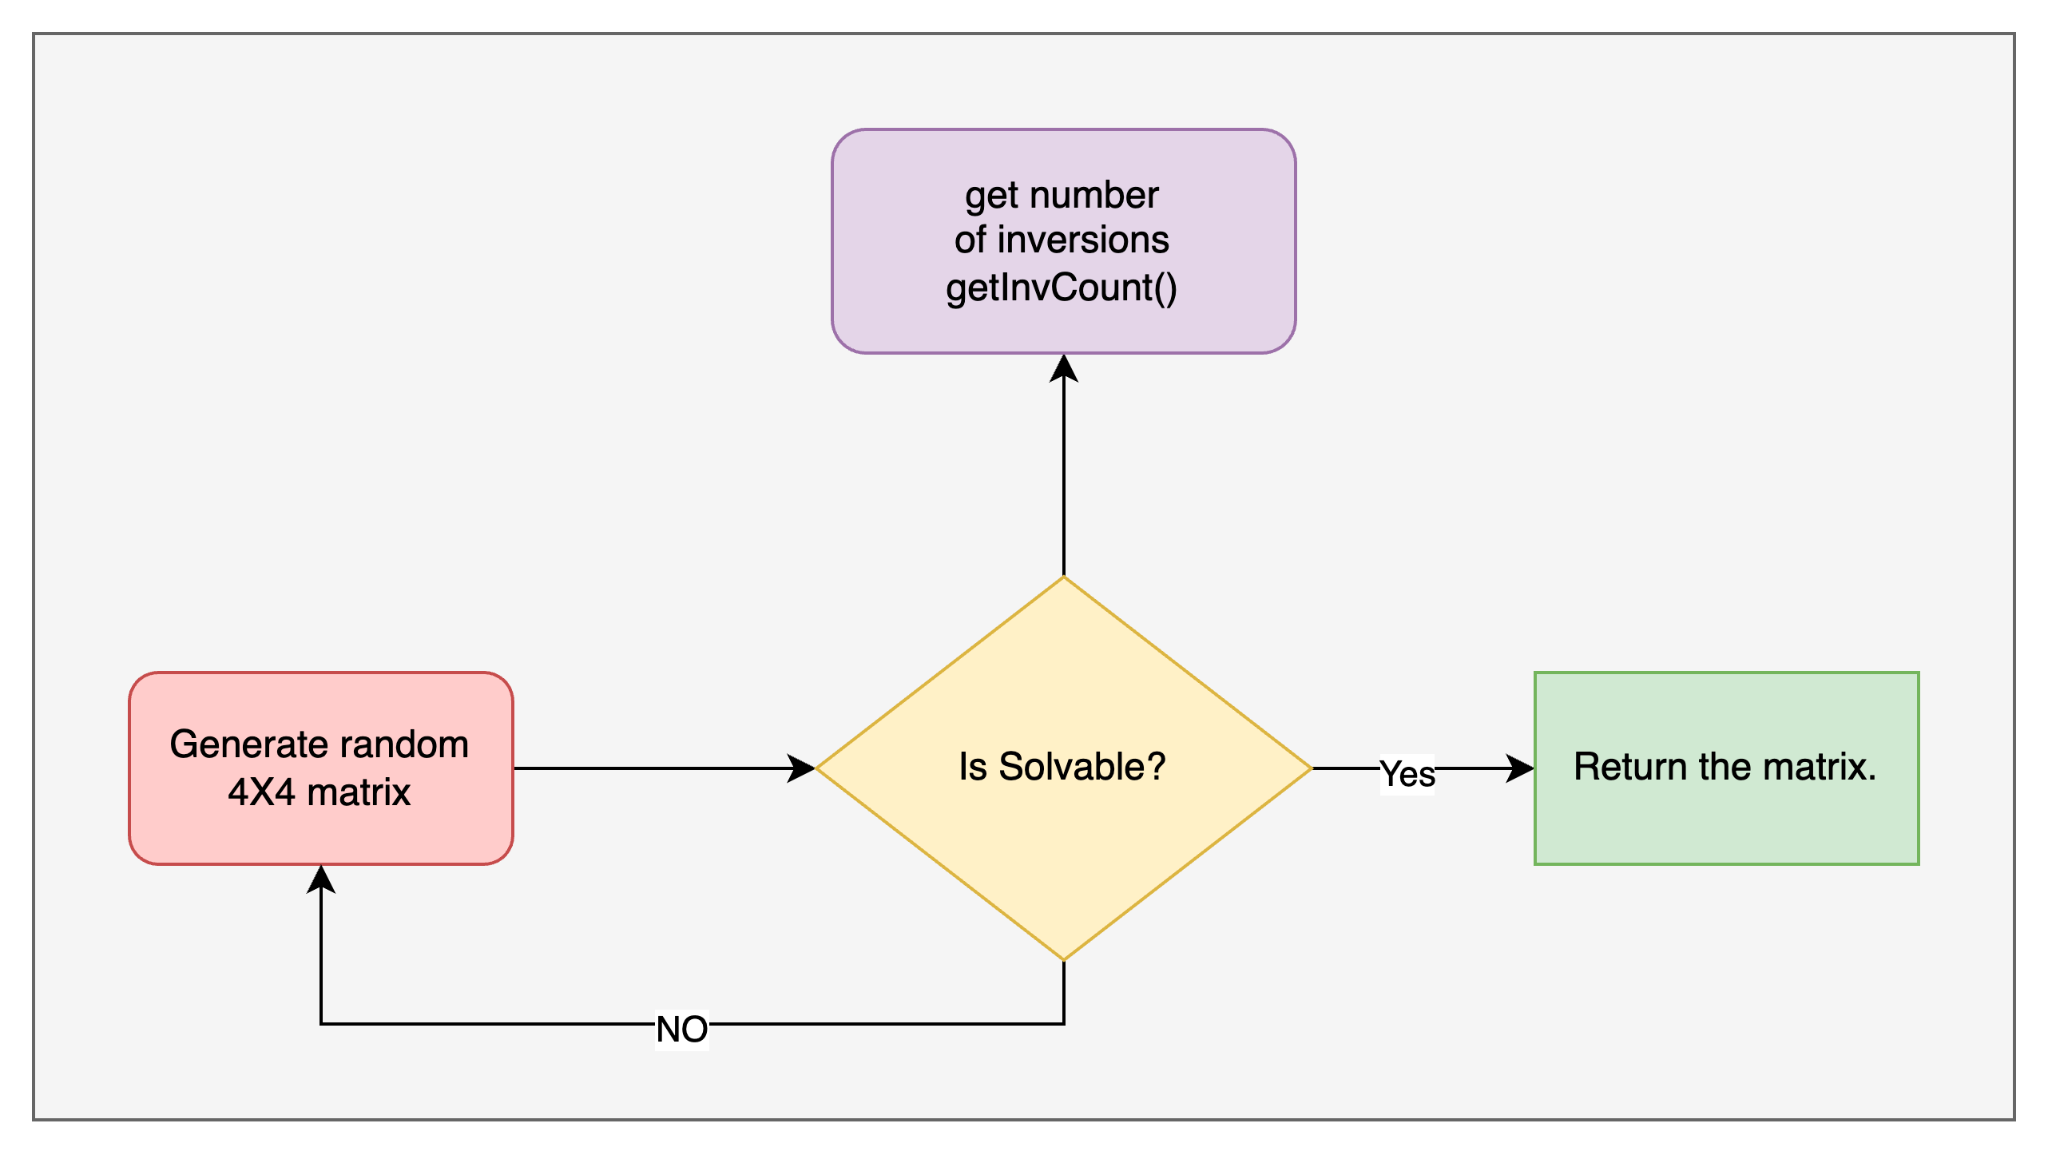 get number
of inversions
getInvCount()
Generate random
4X4 matrix
Is Solvable?
Yes
Return the matrix.
NO